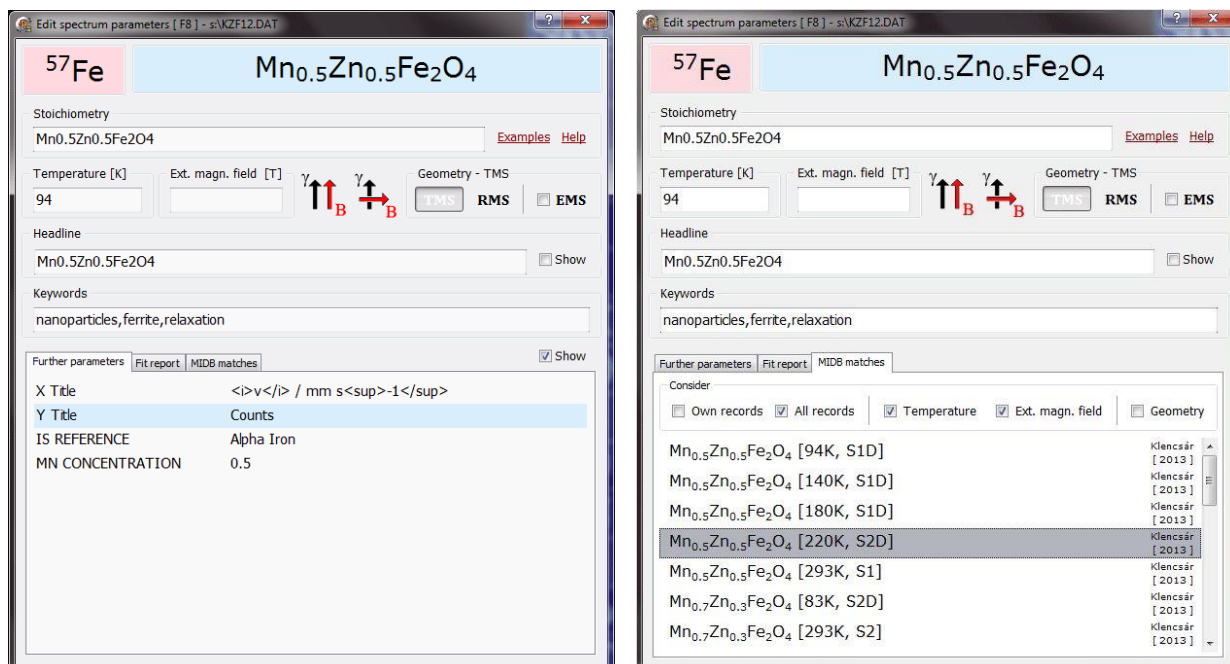 Edit spectrum parameters [ F8 ] - s:\KZF12.DAT
57Fe
Mn0.5Zn0.5Fe2O4
Stoichiometry
Mn0.5Zn0.5Fe2O4
Examples Help
Temperature [K] Ext. magn. field [T] γ γ Geometry - TMS
94 B B TMS RMS EMS
Headline
Mn0.5Zn0.5Fe2O4 Show
Keywords
nanoparticles,ferrite,relaxation
Further parameters Fit report MIDB matches Show
X Title <i>v</i> / mm s<sup>-1</sup>
Y Title Counts
IS REFERENCE Alpha Iron
MN CONCENTRATION 0.5
Edit spectrum parameters [ F8 ] - s:\KZF12.DAT
57Fe
Mn0.5Zn0.5Fe2O4
Stoichiometry
Mn0.5Zn0.5Fe2O4
Examples Help
Temperature [K] Ext. magn. field [T] γ γ Geometry - TMS
94 B B TMS RMS EMS
Headline
Mn0.5Zn0.5Fe2O4 Show
Keywords
nanoparticles,ferrite,relaxation
Further parameters Fit report MIDB matches
Consider
Own records All records Temperature Ext. magn. field Geometry
Mn0.5Zn0.5Fe2O4 [94K, S1D] Klencsár
[ 2013 ]
Mn0.5Zn0.5Fe2O4 [140K, S1D] Klencsár
[ 2013 ]
Mn0.5Zn0.5Fe2O4 [180K, S1D] Klencsár
[ 2013 ]
Mn0.5Zn0.5Fe2O4 [220K, S2D] Klencsár
[ 2013 ]
Mn0.5Zn0.5Fe2O4 [293K, S1] Klencsár
[ 2013 ]
Mn0.7Zn0.3Fe2O4 [83K, S2D] Klencsár
[ 2013 ]
Mn0.7Zn0.3Fe2O4 [293K, S2] Klencsár
[ 2013 ]